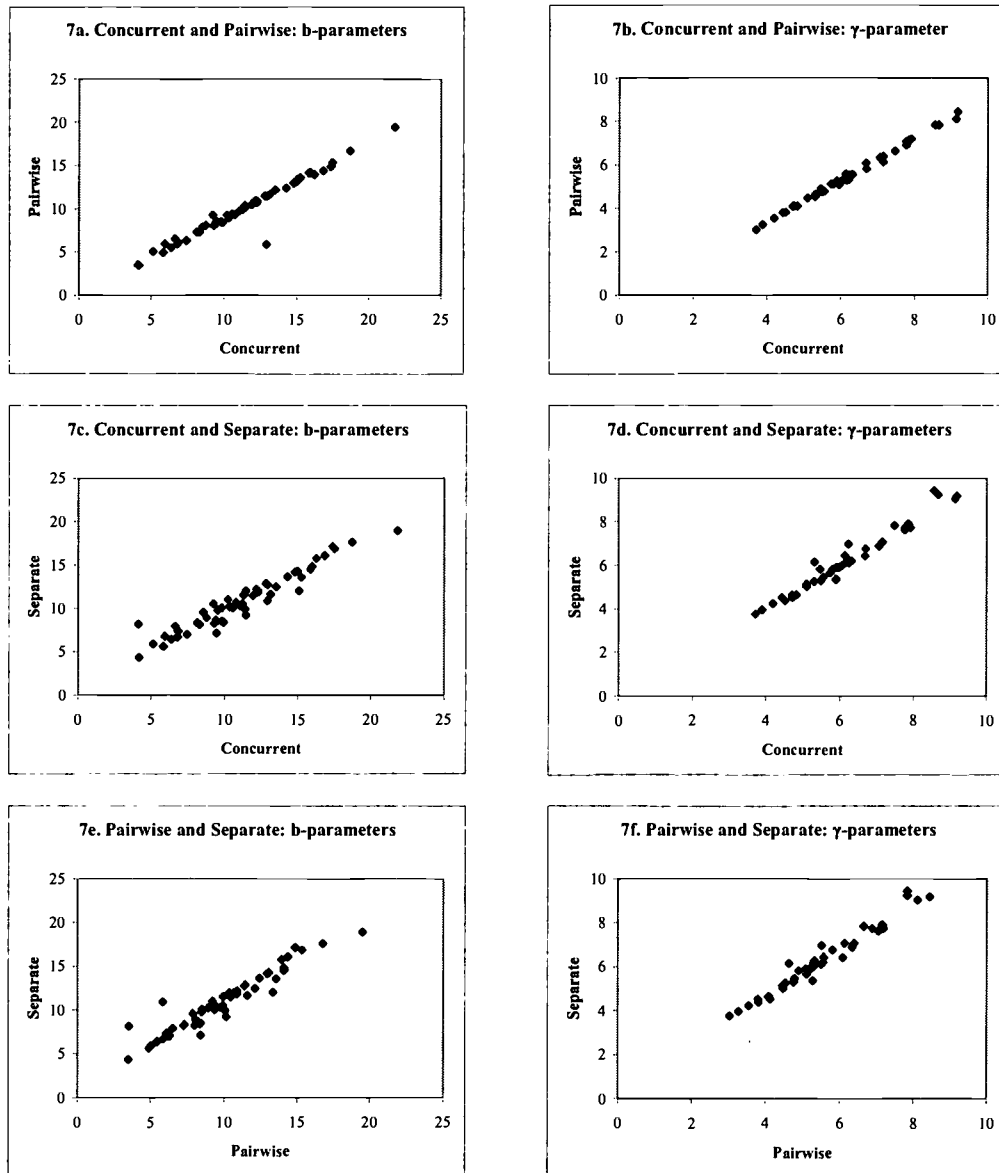 7a. Concurrent and Pairwise: b-parameters
25
20
15
10
5
0
Pairwise
0 5 10 15 20 25
Concurrent
7b. Concurrent and Pairwise: γ-parameter
10
8
6
4
2
0
Pairwise
0 2 4 6 8 10
Concurrent
7c. Concurrent and Separate: b-parameters
25
20
15
10
5
0
Separate
0 5 10 15 20 25
Concurrent
7d. Concurrent and Separate: γ-parameters
10
8
6
4
2
0
Separate
0 2 4 6 8 10
Concurrent
7e. Pairwise and Separate: b-parameters
25
20
15
10
5
0
Separate
0 5 10 15 20 25
Pairwise
7f. Pairwise and Separate: γ-parameters
10
8
6
4
2
0
Separate
0 2 4 6 8 10
Pairwise